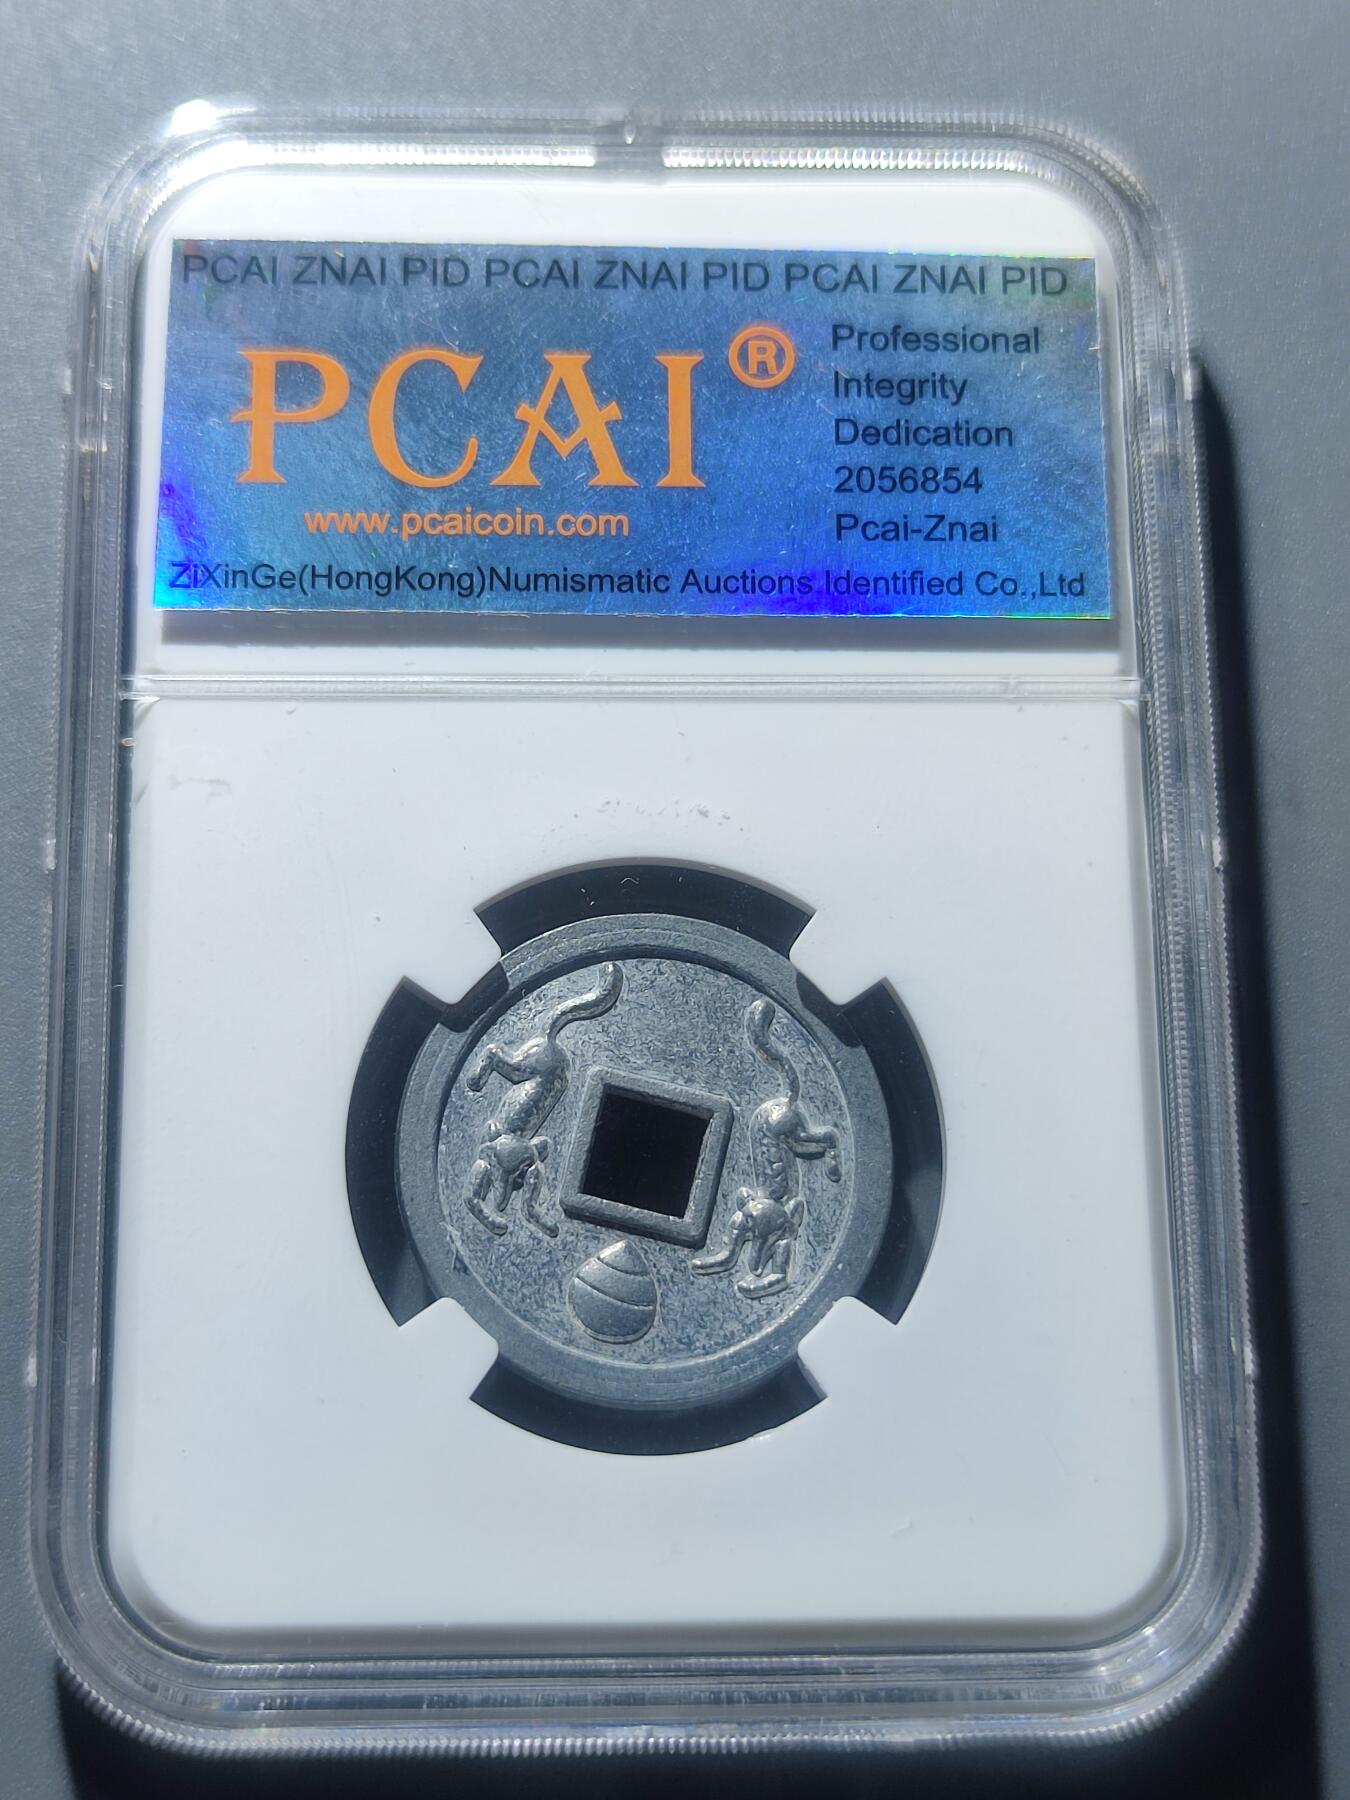 PCAI ZNAI PID PCAI ZNAI PID PCAI ZNAI PID
PCAI®
www.pcaicoin.com
Professional
Integrity
Dedication
2056854
Pcai-Znai
ZiXinGe(HongKong)Numismatic Auctions Identified Co.,Ltd